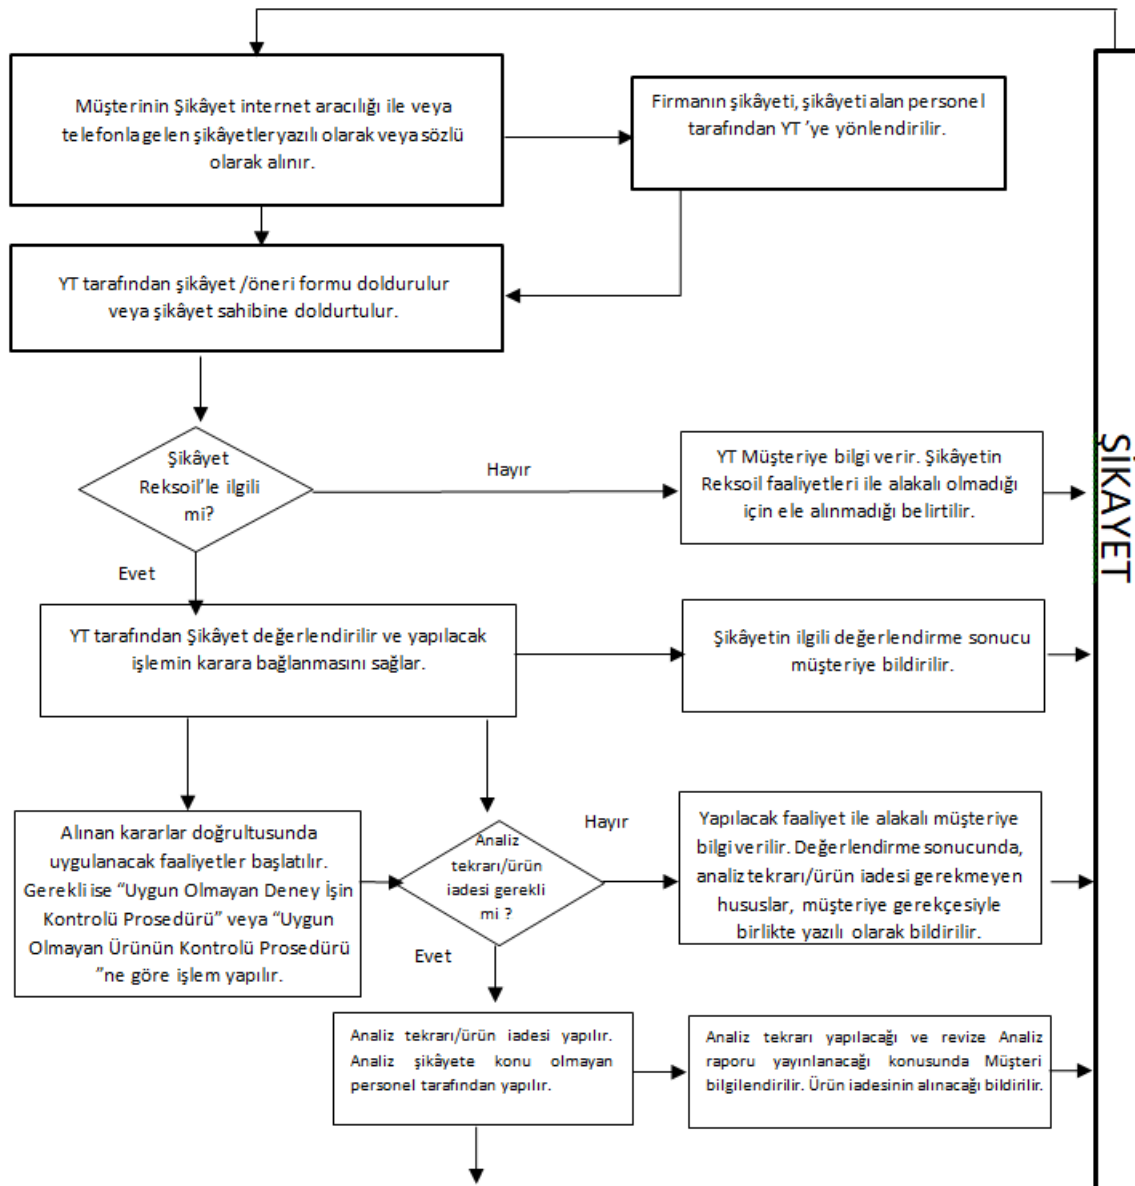 Müşterinin Şikâyet internet aracılığı ile veya
telefonla gelen şikâyetler yazılı olarak veya sözlü
olarak alınır.
Firmanın şikâyeti, şikâyeti alan personel
tarafından YT 'ye yönlendirilir.
YT tarafından şikâyet /öneri formu doldurulur
veya şikâyet sahibine doldurtulur.
Şikâyet
Reksoil'le ilgili
mi?
Hayır
YT Müşteriye bilgi verir. Şikâyetin
Reksoil faaliyetleri ile alakalı olmadığı
için ele alınmadığı belirtilir.
ŞİKAYET
Evet
YT tarafından Şikâyet değerlendirilir ve yapılacak
işlemin karara bağlanmasını sağlar.
Şikâyetin ilgili değerlendirme sonucu
müşteriye bildirilir.
Alınan kararlar doğrultusunda
uygulanacak faaliyetler başlatılır.
Gerekli ise “Uygun Olmayan Deney İşin
Kontrolü Prosedürü” veya “Uygun
Olmayan Ürünün Kontrolü Prosedürü
”ne göre işlem yapılır.
Analiz
tekrarı/ürün
iadesi gerekli
mi ?
Hayır
Yapılacak faaliyet ile alakalı müşteriye
bilgi verilir. Değerlendirme sonucunda,
analiz tekrarı/ürün iadesi gerekmeyen
hususlar, müşteriye gerekçesiyle
birlikte yazılı olarak bildirilir.
Evet
Analiz tekrarı/ürün iadesi yapılır.
Analiz şikâyete konu olmayan
personel tarafından yapılır.
Analiz tekrarı yapılacağı ve revize Analiz
raporu yayınlanacağı konusunda Müşteri
bilgilendirilir. Ürün iadesinin alınacağı bildirilir.